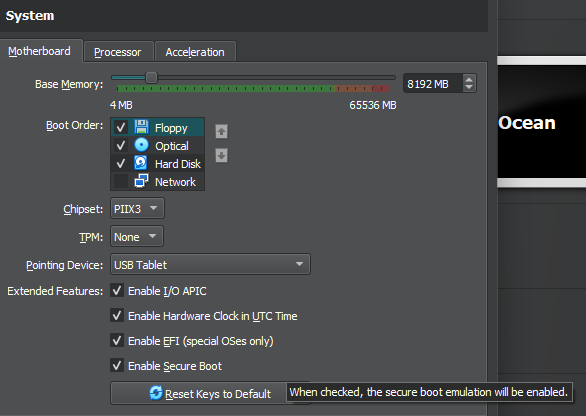 System
Motherboard Processor Acceleration
Base Memory: 8192 MB
4 MB 65536 MB
Boot Order: Floppy
Optical
Hard Disk
Network
Ocean
Chipset: PIIX3
TPM: None
Pointing Device: USB Tablet
Extended Features: Enable I/O APIC
Enable Hardware Clock in UTC Time
Enable EFI (special OSes only)
Enable Secure Boot
Reset Keys to Default
When checked, the secure boot emulation will be enabled.